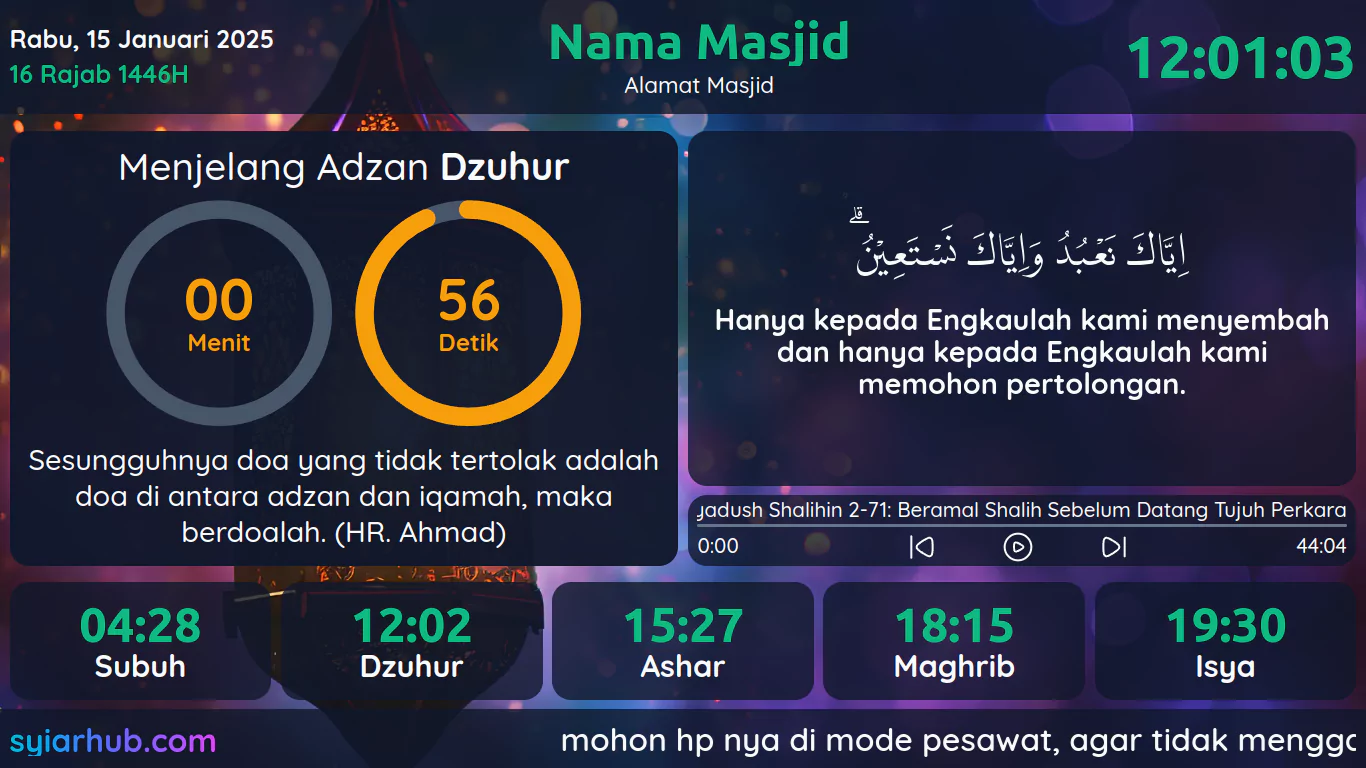 Rabu, 15 Januari 2025
16 Rajab 1446H
Nama Masjid
Alamat Masjid
12:01:03
Menjelang Adzan Dzuhur
00
Menit
56
Detik
Sesungguhnya doa yang tidak tertolak adalah
doa di antara adzan dan iqamah, maka
berdoalah. (HR. Ahmad)
اِيَّاكَ نَعْبُدُ وَاِيَّاكَ نَسْتَعِيْنُۗ
Hanya kepada Engkaulah kami menyembah
dan hanya kepada Engkaulah kami
memohon pertolongan.
yadush Shalihin 2-71: Beramal Shalih Sebelum Datang Tujuh Perkara
0:00
44:04
04:28
Subuh
12:02
Dzuhur
15:27
Ashar
18:15
Maghrib
19:30
Isya
syiarhub.com
mohon hp nya di mode pesawat, agar tidak